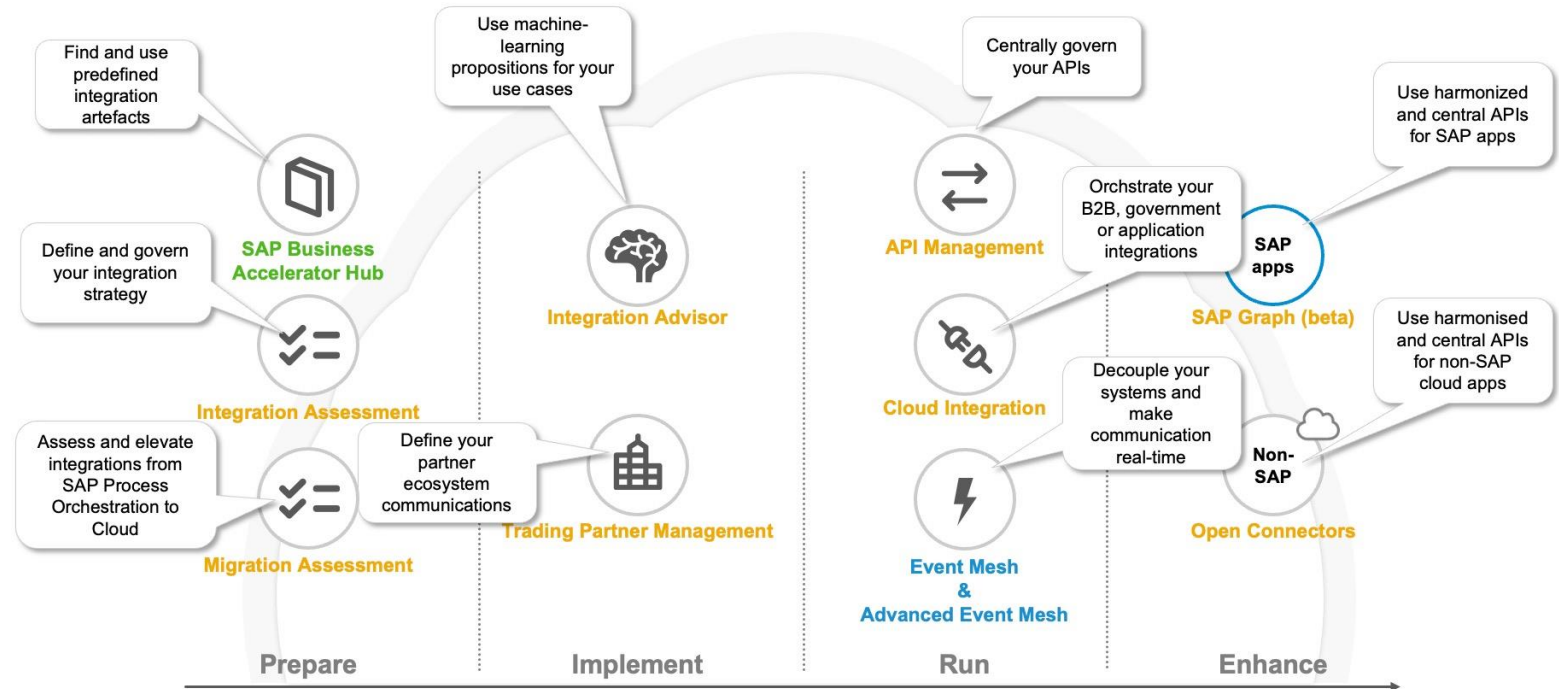 Find and use
predefined
integration
artefacts
SAP Business
Accelerator Hub
Define and govern
your integration
strategy
Integration Assessment
Assess and elevate
integrations from
SAP Process
Orchestration to
Cloud
Migration Assessment
Prepare
Use machine-
learning
propositions for your
use cases
Integration Advisor
Define your
partner
ecosystem
communications
Trading Partner Management
Implement
Centrally govern
your APIs
API Management
Orchstrate your
B2B, government
or application
integrations
Cloud Integration
Decouple your
systems and
make
communication
real-time
Event Mesh
&
Advanced Event Mesh
Run
Use harmonized
and central APIs
for SAP apps
SAP
apps
SAP Graph (beta)
Use harmonised
and central APIs
for non-SAP
cloud apps
Non-
SAP
Open Connectors
Enhance